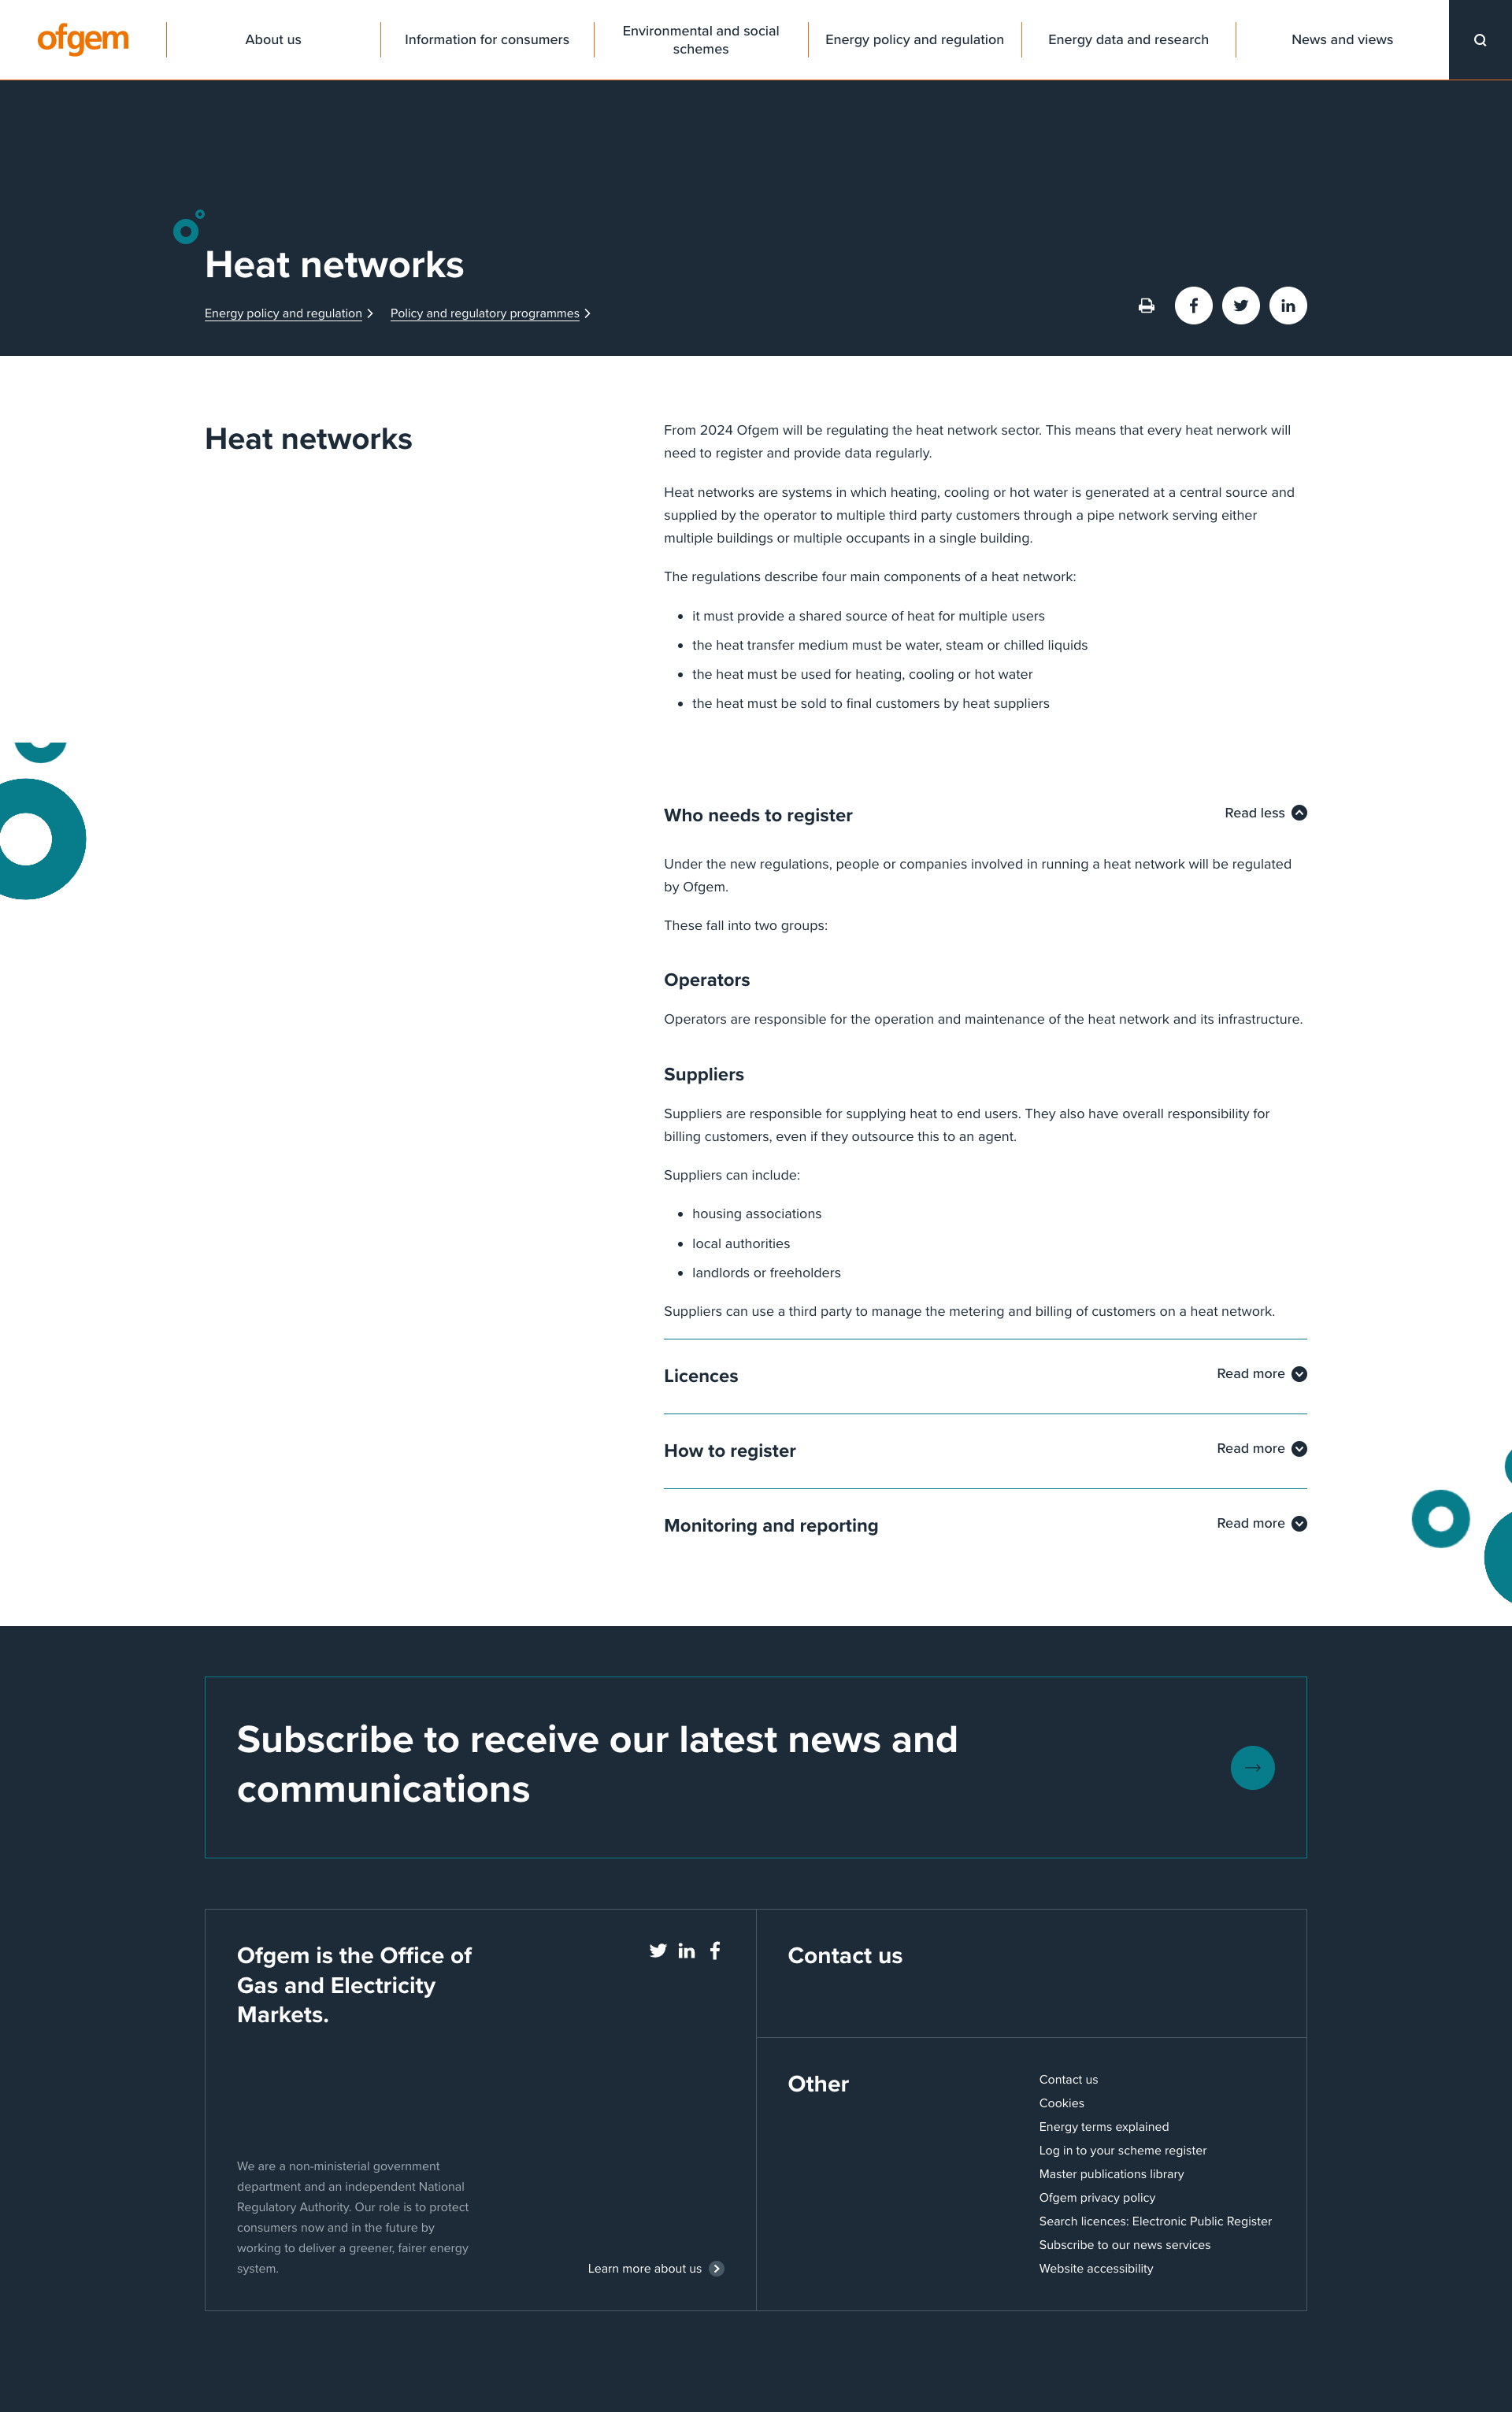 ofgem
About us
Information for consumers
Environmental and social
schemes
Energy policy and regulation
Energy data and research
News and views
Heat networks
Energy policy and regulation
Policy and regulatory programmes
Heat networks
From 2024 Ofgem will be regulating the heat network sector. This means that every heat nerwork will
need to register and provide data regularly.
Heat networks are systems in which heating, cooling or hot water is generated at a central source and
supplied by the operator to multiple third party customers through a pipe network serving either
multiple buildings or multiple occupants in a single building.
The regulations describe four main components of a heat network:
it must provide a shared source of heat for multiple users
the heat transfer medium must be water, steam or chilled liquids
the heat must be used for heating, cooling or hot water
the heat must be sold to final customers by heat suppliers
Who needs to register
Read less
Under the new regulations, people or companies involved in running a heat network will be regulated
by Ofgem.
These fall into two groups:
Operators
Operators are responsible for the operation and maintenance of the heat network and its infrastructure.
Suppliers
Suppliers are responsible for supplying heat to end users. They also have overall responsibility for
billing customers, even if they outsource this to an agent.
Suppliers can include:
housing associations
local authorities
landlords or freeholders
Suppliers can use a third party to manage the metering and billing of customers on a heat network.
Licences
Read more
How to register
Read more
Monitoring and reporting
Read more
Subscribe to receive our latest news and
communications
Ofgem is the Office of
Gas and Electricity
Markets.
We are a non-ministerial government
department and an independent National
Regulatory Authority. Our role is to protect
consumers now and in the future by
working to deliver a greener, fairer energy
system.
Learn more about us
Contact us
Other
Contact us
Cookies
Energy terms explained
Log in to your scheme register
Master publications library
Ofgem privacy policy
Search licences: Electronic Public Register
Subscribe to our news services
Website accessibility